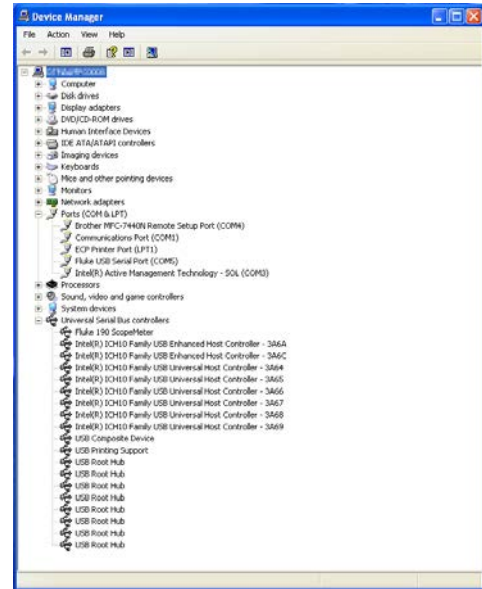 Device Manager
File Action View Help
Computer
Disk drives
Display adapters
DVD/CD-ROM drives
Human Interface Devices
IDE ATA/ATAPI controllers
Imaging devices
Keyboards
Mice and other pointing devices
Monitors
Network adapters
Ports (COM & LPT)
Brother MFC-7440N Remote Setup Port (COM4)
Communications Port (COM1)
ECP Printer Port (LPT1)
Fluke USB Serial Port (COM5)
Intel(R) Active Management Technology - SOL (COM3)
Processors
Sound, video and game controllers
System devices
Universal Serial Bus controllers
Fluke 190 ScopeMeter
Intel(R) ICH10 Family USB Enhanced Host Controller - 3A6A
Intel(R) ICH10 Family USB Enhanced Host Controller - 3A6C
Intel(R) ICH10 Family USB Universal Host Controller - 3A64
Intel(R) ICH10 Family USB Universal Host Controller - 3A65
Intel(R) ICH10 Family USB Universal Host Controller - 3A66
Intel(R) ICH10 Family USB Universal Host Controller - 3A67
Intel(R) ICH10 Family USB Universal Host Controller - 3A68
Intel(R) ICH10 Family USB Universal Host Controller - 3A69
USB Composite Device
USB Printing Support
USB Root Hub
USB Root Hub
USB Root Hub
USB Root Hub
USB Root Hub
USB Root Hub
USB Root Hub
USB Root Hub